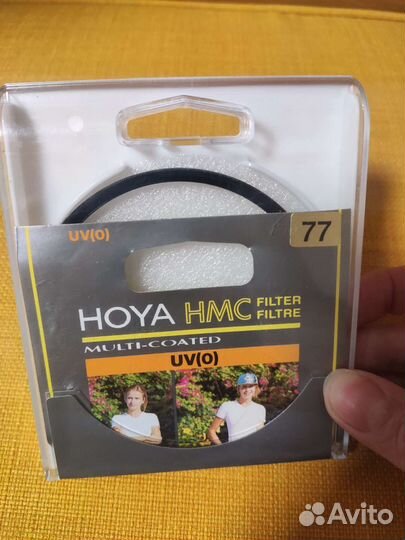 UV(0)
77
HOYA HMC FILTER
FILTRE
MULTI-COATED
UV(0)
Avito